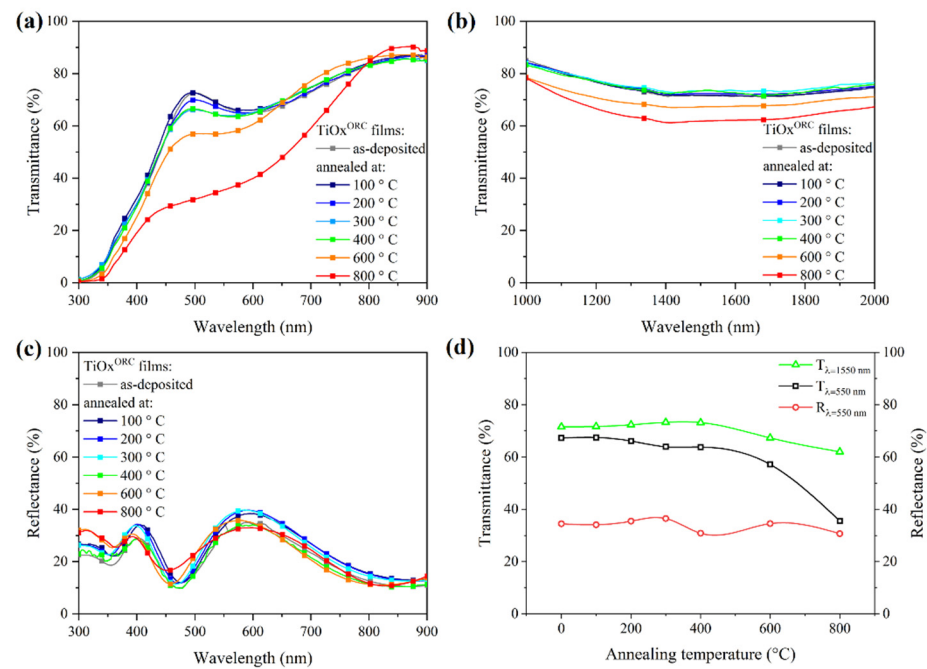 (a)
100
80
60
40
20
0
Transmittance (%)
TiOx^ORC films:
as-deposited
annealed at:
100 ° C
200 ° C
300 ° C
400 ° C
600 ° C
800 ° C
300 400 500 600 700 800 900
Wavelength (nm)
(b)
100
80
60
40
20
0
Transmittance (%)
TiOx^ORC films:
as-deposited
annealed at:
100 ° C
200 ° C
300 ° C
400 ° C
600 ° C
800 ° C
1000 1200 1400 1600 1800 2000
Wavelength (nm)
(c)
100
80
60
40
20
0
Reflectance (%)
TiOx^ORC films:
as-deposited
annealed at:
100 ° C
200 ° C
300 ° C
400 ° C
600 ° C
800 ° C
300 400 500 600 700 800 900
Wavelength (nm)
(d)
100
80
60
40
20
0
Transmittance (%)
T λ=1550 nm
T λ=550 nm
R λ=550 nm
100
80
60
40
20
0
Reflectance (%)
0 200 400 600 800
Annealing temperature (°C)